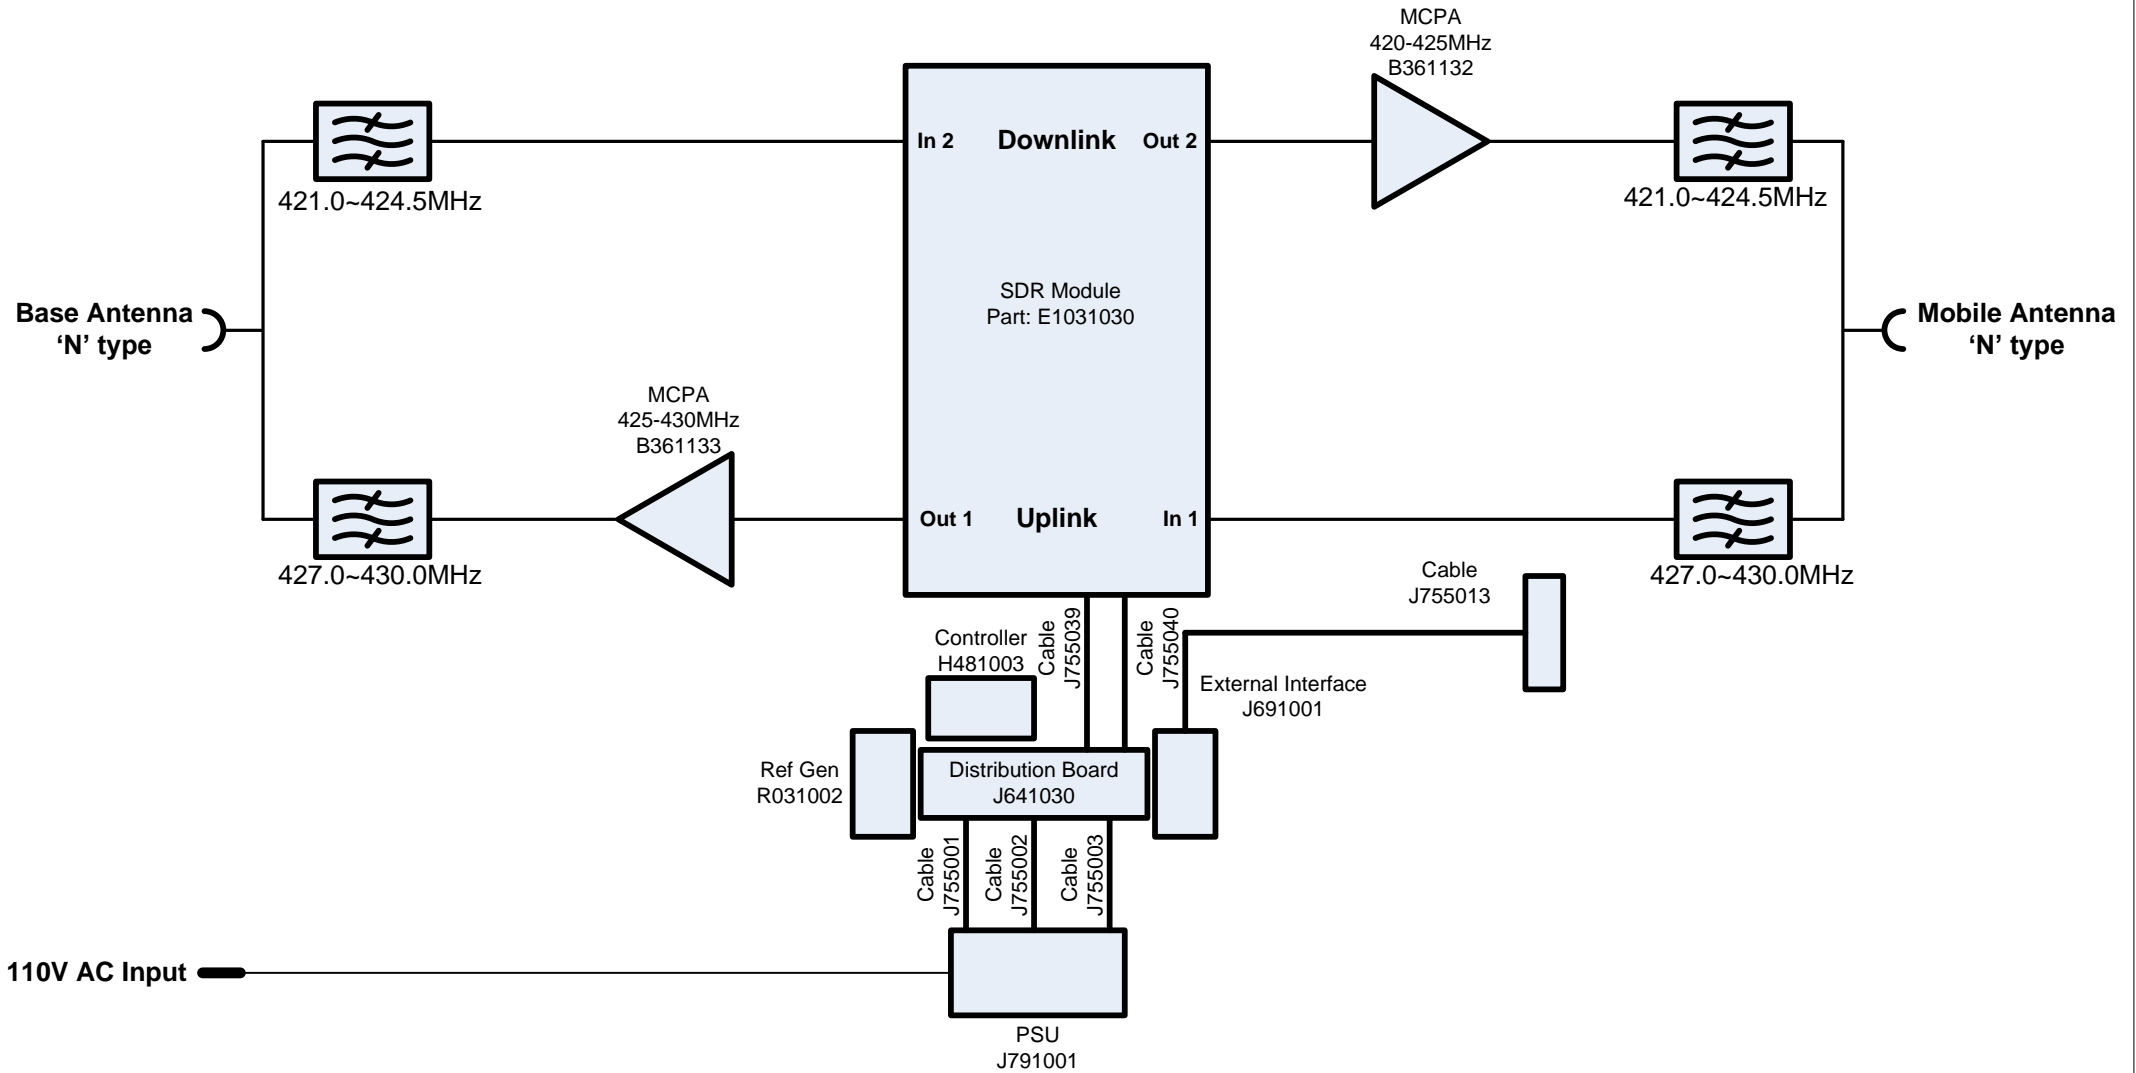 MCPA
420-425MHz
B361132
In 2
Downlink
Out 2
421.0~424.5MHz
421.0~424.5MHz
SDR Module
Part: E1031030
Base Antenna
‘N’ type
Mobile Antenna
‘N’ type
MCPA
425-430MHz
B361133
Out 1
Uplink
In 1
427.0~430.0MHz
427.0~430.0MHz
Cable
J755013
Controller
H481003
Cable
J755039
Cable
J755040
External Interface
J691001
Ref Gen
R031002
Distribution Board
J641030
Cable
J755001
Cable
J755002
Cable
J755003
110V AC Input
PSU
J791001